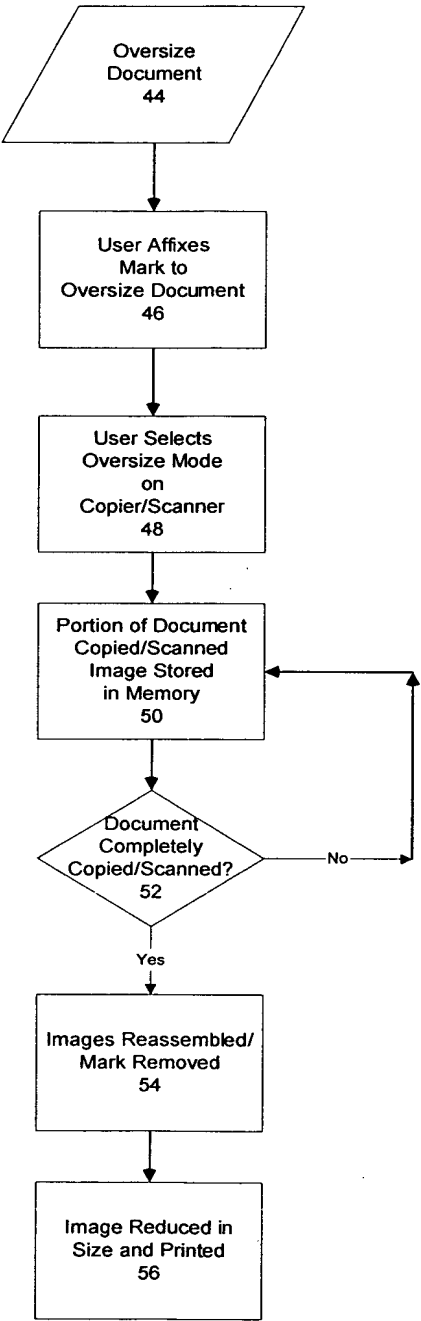 Oversize
Document
44
User Affixes
Mark to
Oversize Document
46
User Selects
Oversize Mode
on
Copier/Scanner
48
Portion of Document
Copied/Scanned
Image Stored
in Memory
50
Document
Completely
Copied/Scanned?
52
No
Yes
Images Reassembled/
Mark Removed
54
Image Reduced in
Size and Printed
56